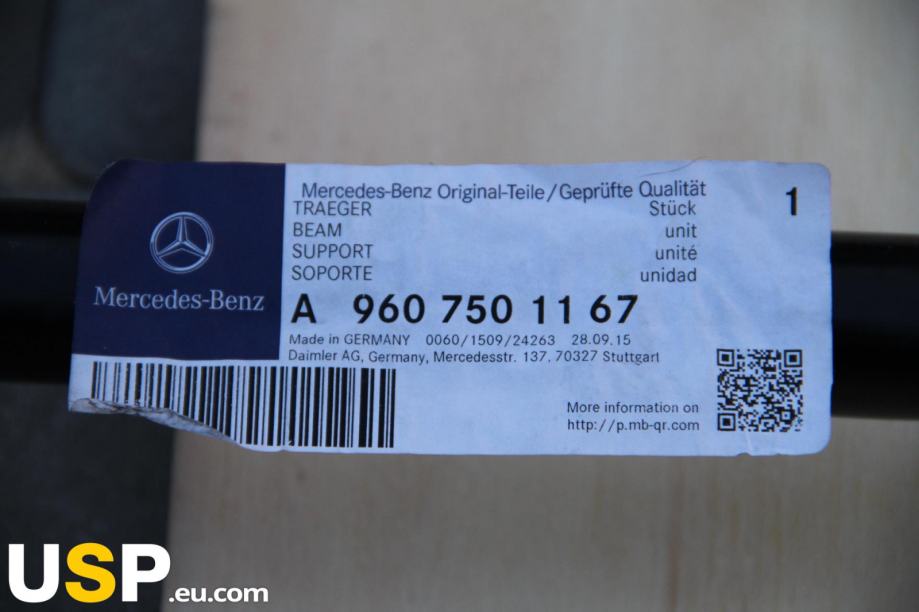 Mercedes-Benz
Mercedes-Benz Original-Teile/Geprüfte Qualität 1
TRAEGER Stück
BEAM unit
SUPPORT unité
SOPORTE unidad
A 960 750 11 67
Made in GERMANY 0060/1509/24263 28.09.15
Daimler AG, Germany, Mercedesstr. 137, 70327 Stuttgart
More information on
http://p.mb-qr.com
USP.eu.com